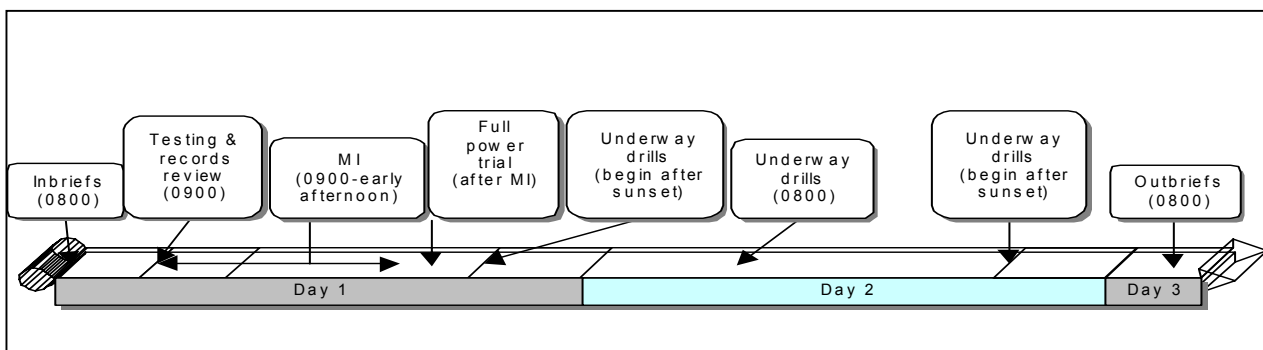 Inbriefs
(0800)
Testing &
records
review
(0900)
MI
(0900-early
afternoon)
Full
power
trial
(after MI)
Underway
drills
(begin after
sunset)
Underway
drills
(0800)
Underway
drills
(begin after
sunset)
Outbriefs
(0800)
Day 1
Day 2
Day 3